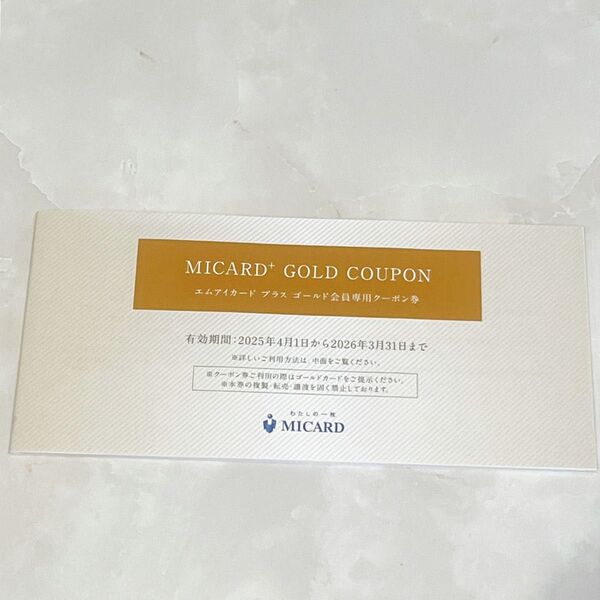 MICARD⁺ GOLD COUPON
エムアイカード プラス ゴールド会員専用クーポン券
有効期間：2025年4月1日から2026年3月31日まで
※詳しいご利用方法は、中面をご覧ください。
※クーポン券ご利用の際はゴールドカードをご提示ください。
※本券の複製・転売・譲渡を固く禁止しております。
わたしの一枚
MICARD